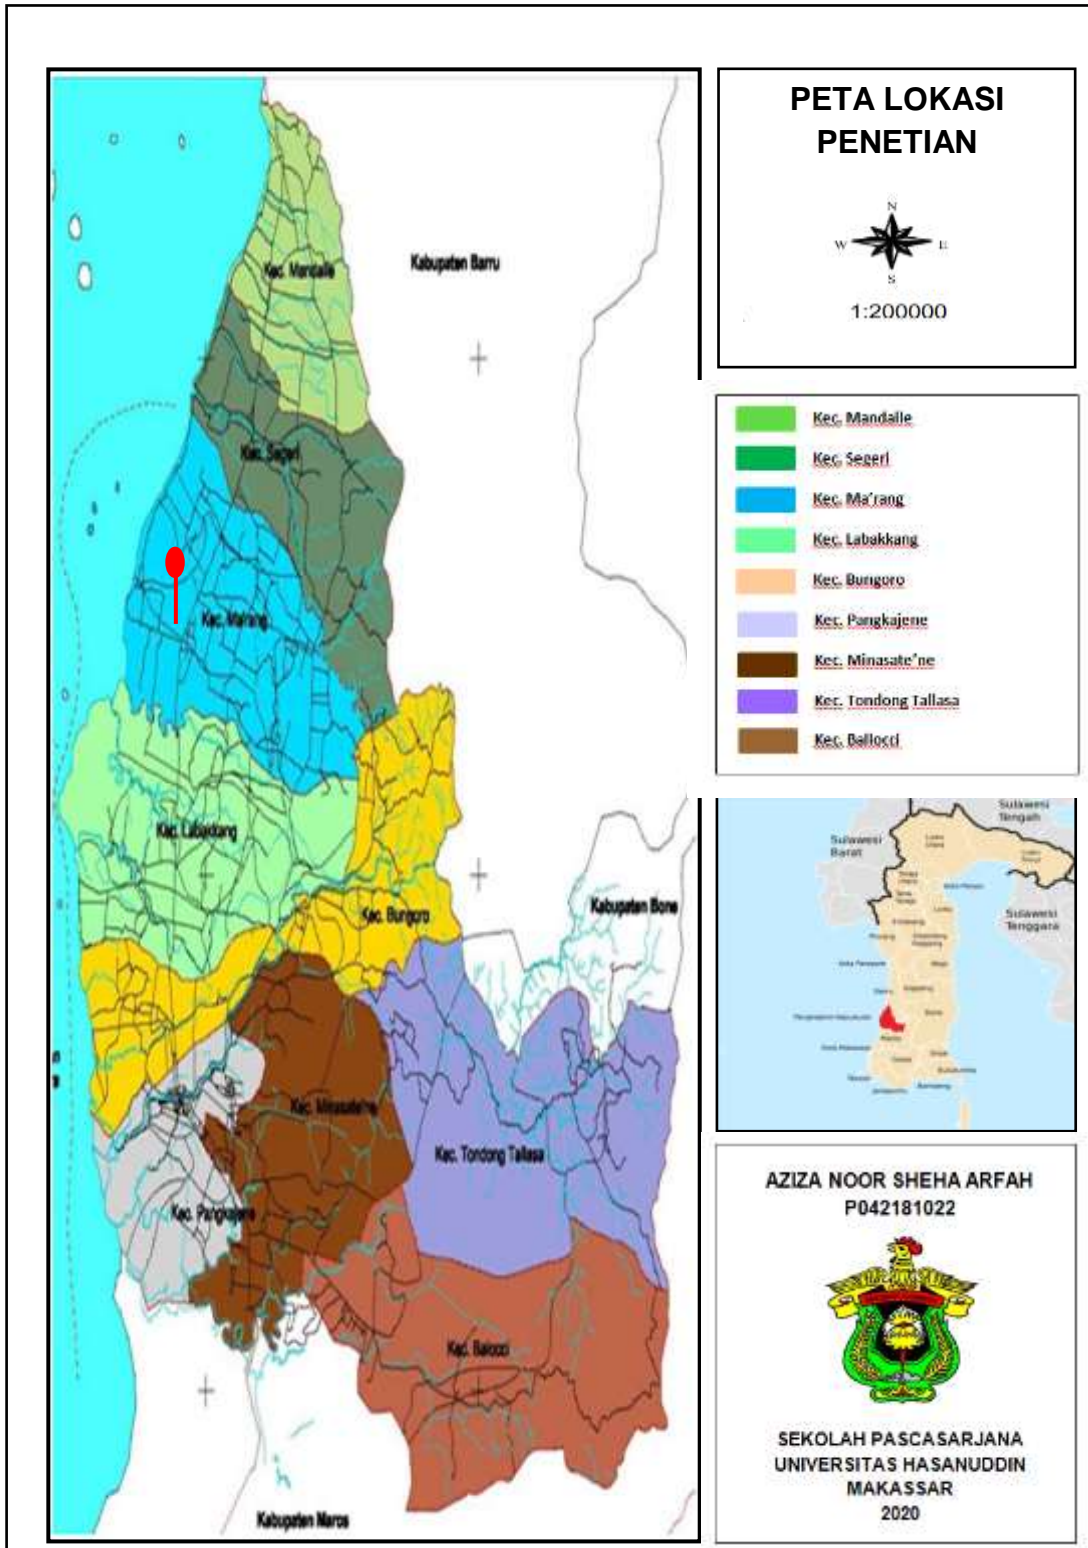 PETA LOKASI
PENETIAN
N
W
E
S
1:200000
Kabupaten Barru
Kec. Mandalle
Kec. Segeri
Kec. Ma'rang
Kec. Labakkang
Kec. Bungoro
Kabupaten Bone
Kec. Minasate'ne
Kec. Tondong Tallasa
Kec. Pangkajene
Kec. Balocci
Kabupaten Maros
Kec. Mandalle
Kec. Segeri
Kec. Ma'rang
Kec. Labakkang
Kec. Bungoro
Kec. Pangkajene
Kec. Minasate'ne
Kec. Tondong Tallasa
Kec. Ballocci
Sulawesi
Tengah
Sulawesi
Barat
Sulawesi
Tenggara
AZIZA NOOR SHEHA ARFAH
P042181022
SEKOLAH PASCASARJANA
UNIVERSITAS HASANUDDIN
MAKASSAR
2020